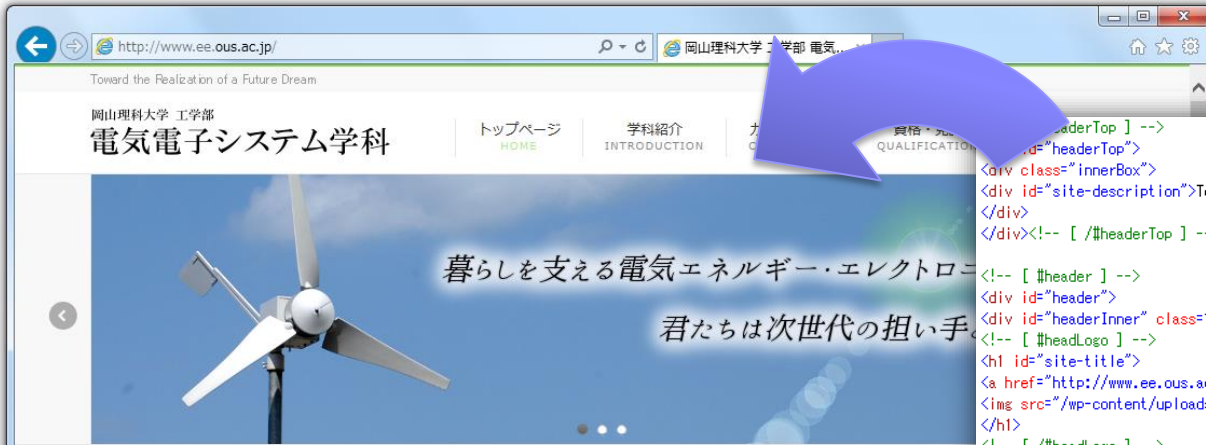 http://www.ee.ous.ac.jp/
岡山理科大学 工学部 電気...
Toward the Realization of a Future Dream
岡山理科大学 工学部
電気電子システム学科
トップページ
HOME
学科紹介
INTRODUCTION
カ
C
資格・
QUALIFICATION
暮らしを支える電気エネルギー・エレクトロニ
君たちは次世代の担い手
aderTop ] -->
id="headerTop">
<div class="innerBox">
<div id="site-description">T
</div>
</div><!-- [ /#headerTop ] -
<!-- [ #header ] -->
<div id="header">
<div id="headerInner" class=
<!-- [ #headLogo ] -->
<h1 id="site-title">
<a href="http://www.ee.ous.a
<img src="/wp-content/upload
</h1>
<!-- [ /#headLogo ] -->